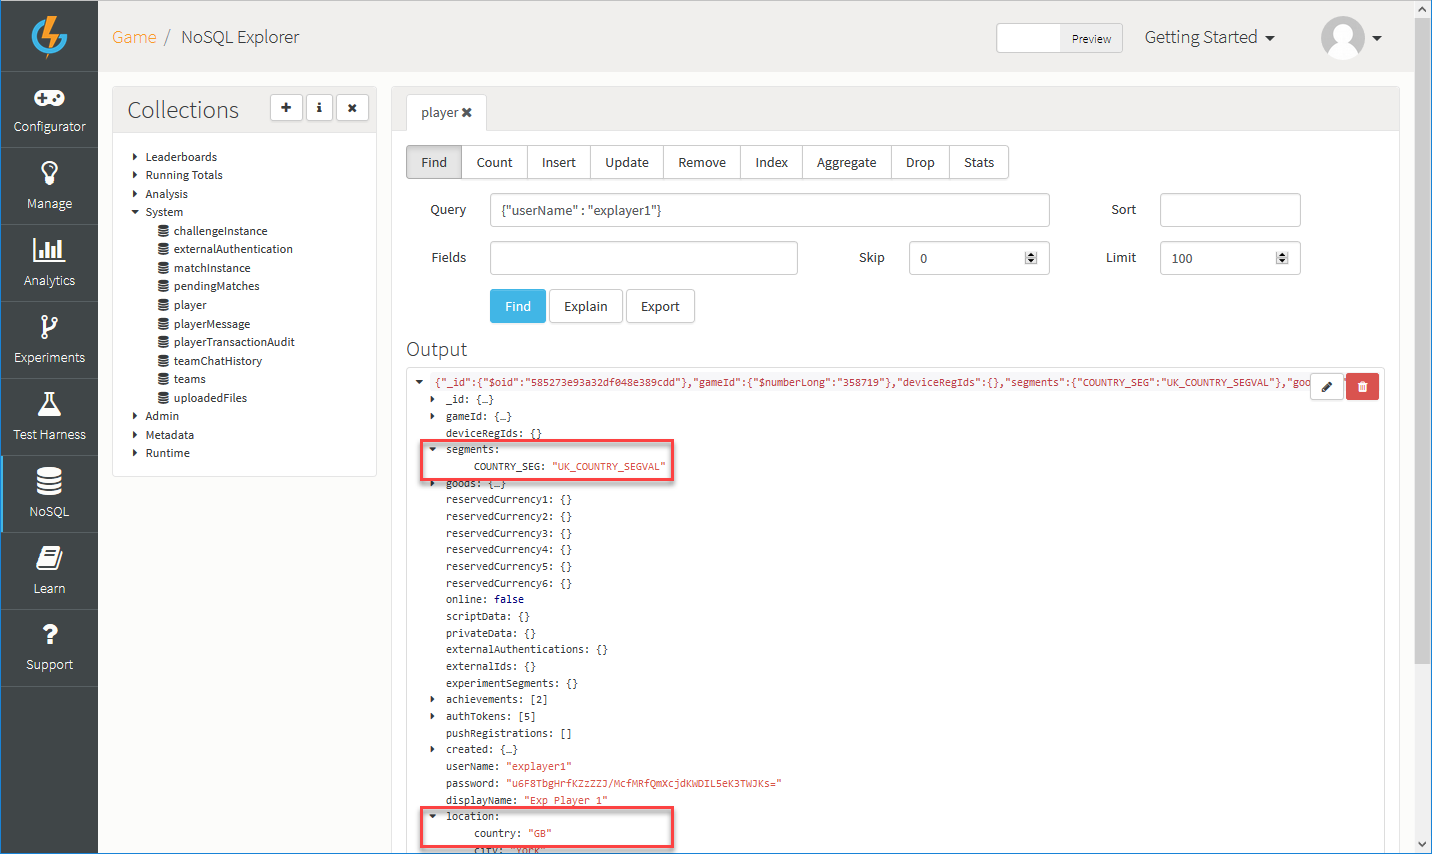 Game / NoSQL Explorer
Preview
Getting Started
Configurator
Manage
Analytics
Experiments
Test Harness
NoSQL
Learn
Support
Collections
Leaderboards
Running Totals
Analysis
System
challengeInstance
externalAuthentication
matchInstance
pendingMatches
player
playerMessage
playerTransactionAudit
teamChatHistory
teams
uploadedFiles
Admin
Metadata
Runtime
player
Find Count Insert Update Remove Index Aggregate Drop Stats
Query {"userName" : "explayer1"} Sort
Fields Skip 0 Limit 100
Find Explain Export
Output
{"_id":{"$oid":"585273e93a32df048e389cdd"},"gameId":{"$numberLong":"358719"},"deviceRegIds":{},"segments":{"COUNTRY_SEG":"UK_COUNTRY_SEGVAL"},"goo
_id: {…}
gameId: {…}
deviceRegIds: {}
segments:
COUNTRY_SEG: "UK_COUNTRY_SEGVAL"
goods: {…}
reservedCurrency1: {}
reservedCurrency2: {}
reservedCurrency3: {}
reservedCurrency4: {}
reservedCurrency5: {}
reservedCurrency6: {}
online: false
scriptData: {}
privateData: {}
externalAuthentications: {}
externalIds: {}
experimentSegments: {}
achievements: [2]
authTokens: [5]
pushRegistrations: []
created: {…}
userName: "explayer1"
password: "u6F8TbgHrfKZzZZJ/McfMRfQmXcjdKWDIL5eK3TWJKs="
displayName: "Exp Player 1"
location:
country: "GB"
city: "York"